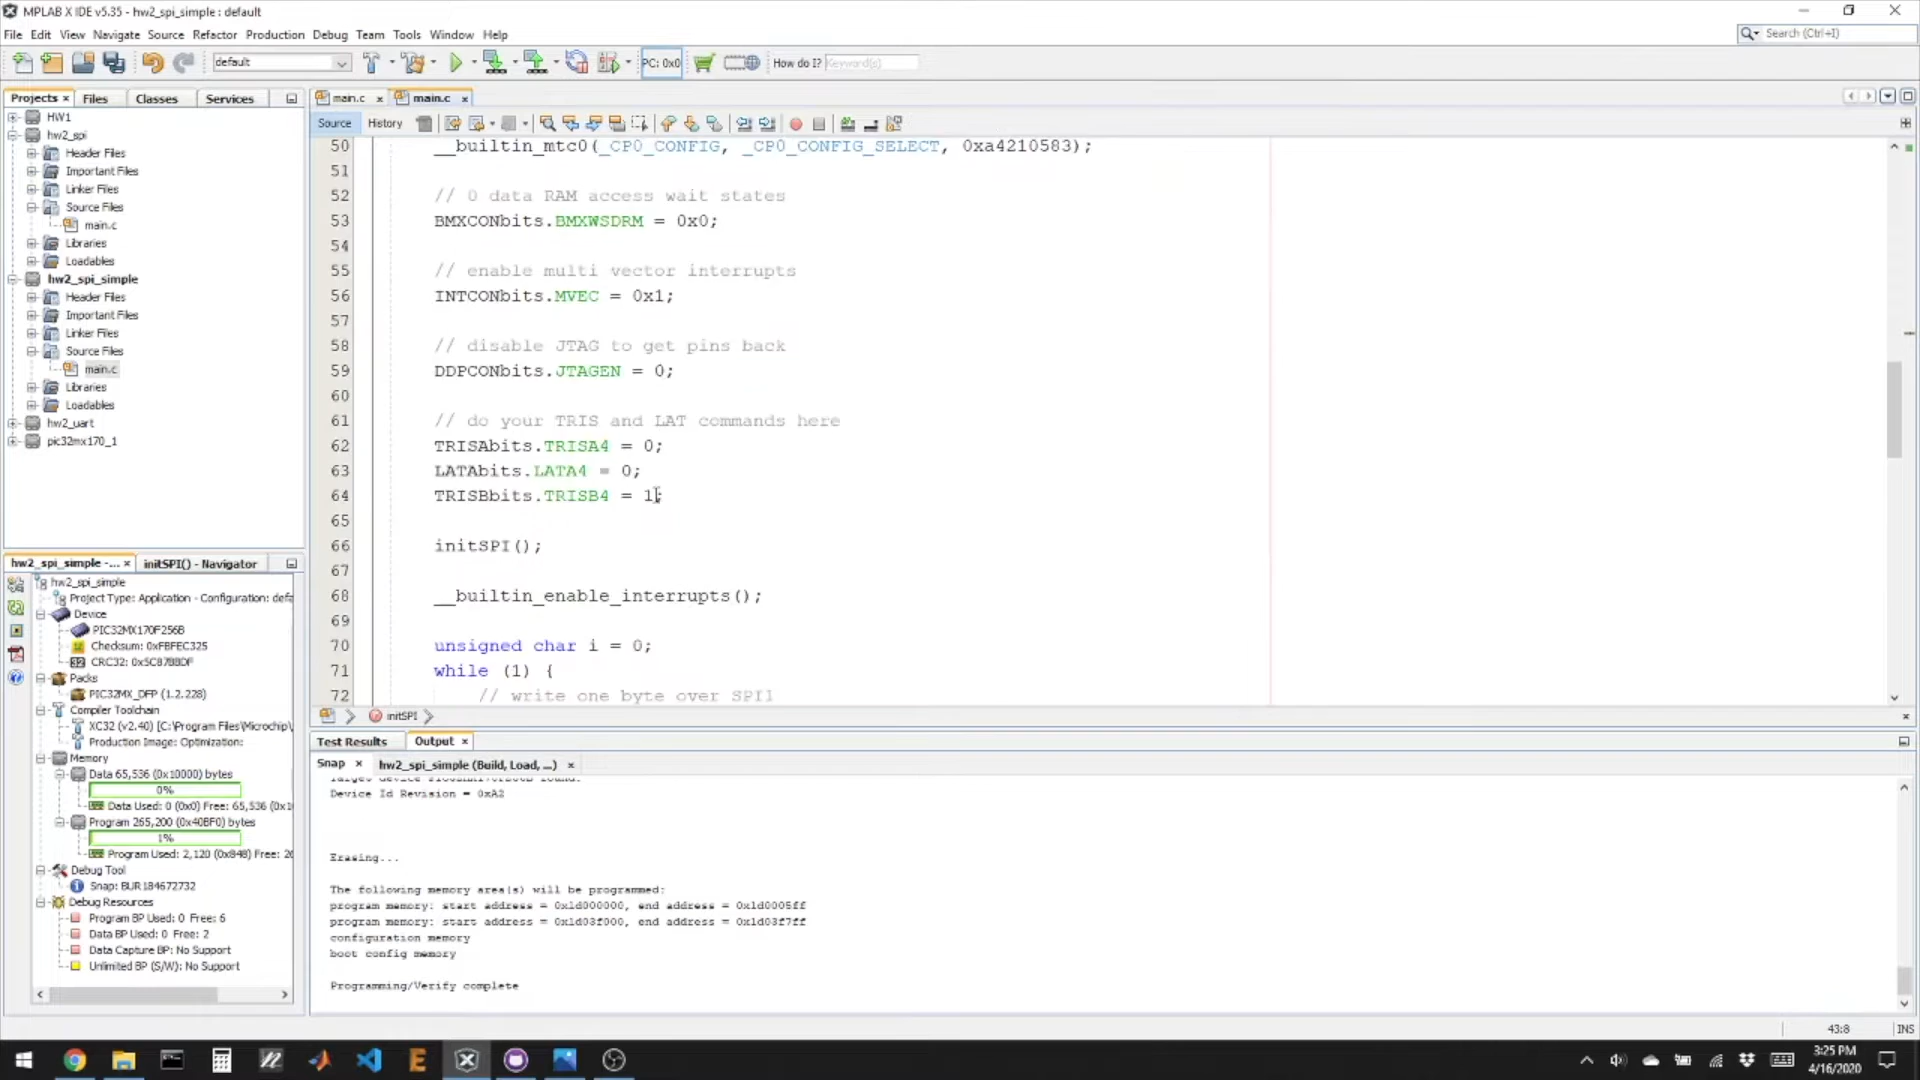 MPLAB X IDE v5.35 - hw2_spi_simple : default
File Edit View Navigate Source Refactor Production Debug Team Tools Window Help
Search (Ctrl+I)
default
PC: 0x0
How do I? Keyword(s)
Projects Files Classes Services
main.c main.c
Source History
HW1
hw2_spi
Header Files
Important Files
Linker Files
Source Files
main.c
Libraries
Loadables
hw2_spi_simple
Header Files
Important Files
Linker Files
Source Files
main.c
Libraries
Loadables
hw2_uart
pic32mx170_1
50 __builtin_mtc0(_CP0_CONFIG, _CP0_CONFIG_SELECT, 0xa4210583);
51
52 // 0 data RAM access wait states
53 BMXCONbits.BMXWSDRM = 0x0;
54
55 // enable multi vector interrupts
56 INTCONbits.MVEC = 0x1;
57
58 // disable JTAG to get pins back
59 DDPCONbits.JTAGEN = 0;
60
61 // do your TRIS and LAT commands here
62 TRISAbits.TRISA4 = 0;
63 LATAbits.LATA4 = 0;
64 TRISBbits.TRISB4 = 1;
65
66 initSPI();
67
68 __builtin_enable_interrupts();
69
70 unsigned char i = 0;
71 while (1) {
72 // write one byte over SPI1
initSPI
hw2_spi_simple -... initSPI() - Navigator
hw2_spi_simple
Project Type: Application - Configuration: defa
Device
PIC32MX170F256B
Checksum: 0xFBFEC325
CRC32: 0x5C87BBDF
Packs
PIC32MX_DFP (1.2.228)
Compiler Toolchain
XC32 (v2.40) [C:\Program Files\Microchip\
Production Image: Optimization:
Memory
Data 65,536 (0x10000) bytes
0%
Data Used: 0 (0x0) Free: 65,536 (0x1
Program 265,200 (0x40BF0) bytes
1%
Program Used: 2,120 (0x848) Free: 26
Debug Tool
Snap: BUR184672732
Debug Resources
Program BP Used: 0 Free: 6
Data BP Used: 0 Free: 2
Data Capture BP: No Support
Unlimited BP (S/W): No Support
Test Results Output
Snap hw2_spi_simple (Build, Load, ...)
Device Id Revision = 0xA2
Erasing...
The following memory area(s) will be programmed:
program memory: start address = 0x1d000000, end address = 0x1d0005ff
program memory: start address = 0x1d03f000, end address = 0x1d03f7ff
configuration memory
boot config memory
Programming/Verify complete
43:8 INS
3:25 PM
4/16/2020